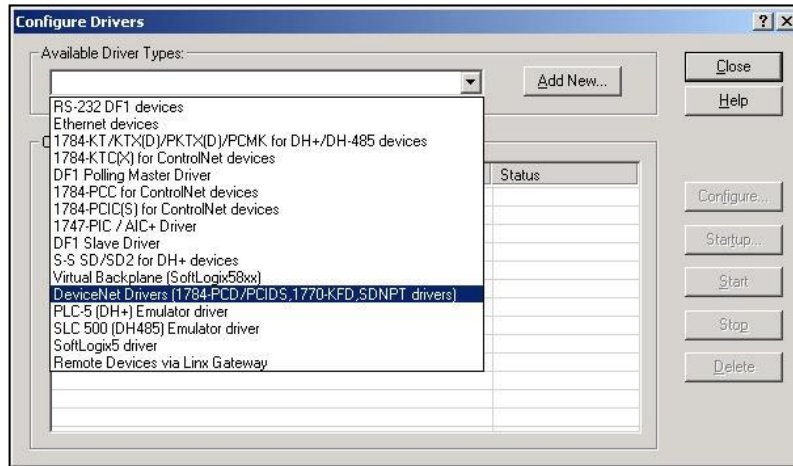 Configure Drivers
Available Driver Types:
Add New...
Close
Help
RS-232 DF1 devices
Ethernet devices
1784-KT/KTX(D)/PKTX(D)/PCMK for DH+/DH-485 devices
1784-KTC(X) for ControlNet devices
DF1 Polling Master Driver
1784-PCC for ControlNet devices
1784-PCIC(S) for ControlNet devices
1747-PIC / AIC+ Driver
DF1 Slave Driver
S-S SD/SD2 for DH+ devices
Virtual Backplane (SoftLogix58xx)
DeviceNet Drivers (1784-PCD/PCIDS,1770-KFD,SDNPT drivers)
PLC-5 (DH+) Emulator driver
SLC 500 (DH485) Emulator driver
SoftLogix5 driver
Remote Devices via Linx Gateway
Status
Configure...
Startup...
Start
Stop
Delete